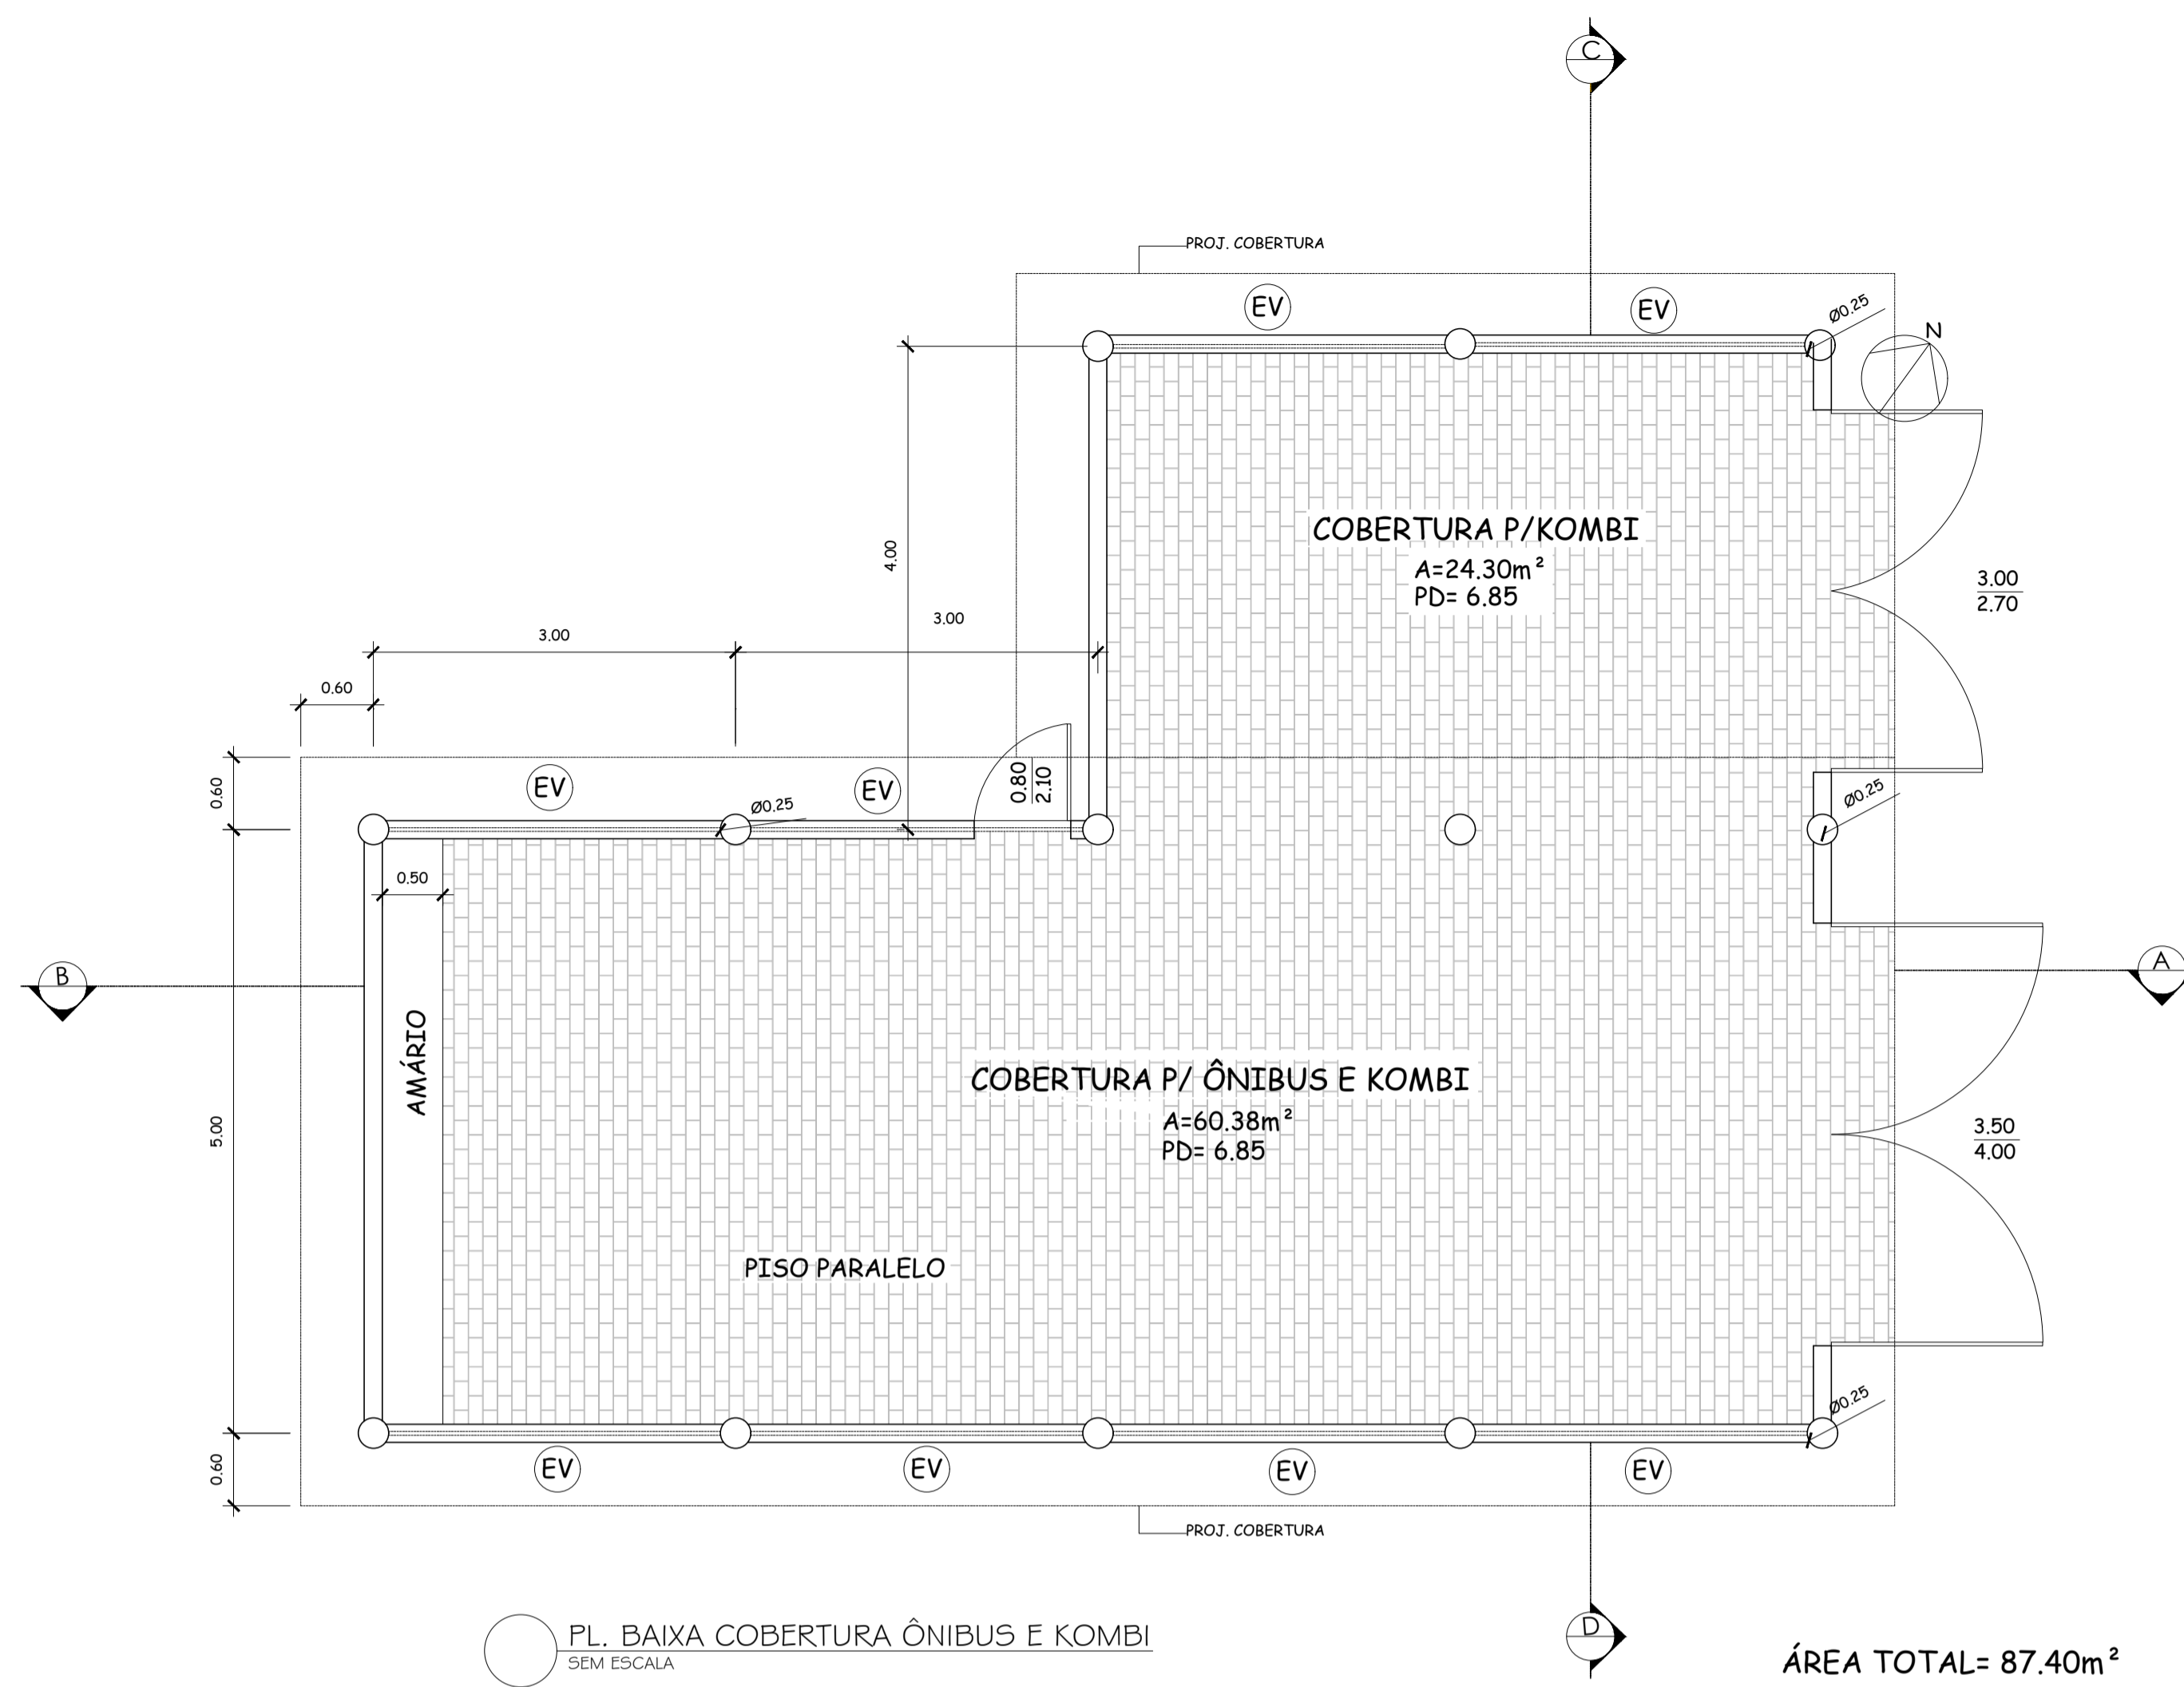 C
PROJ. COBERTURA
EV
EV
Ø0.25
N
COBERTURA P/KOMBI
A=24.30m²
PD= 6.85
4.00
3.00
2.70
3.00
3.00
0.60
0.60
EV
EV
Ø0.25
0.80
2.10
Ø0.25
0.50
B
A
AMÁRIO
COBERTURA P/ ÔNIBUS E KOMBI
A=60.38m²
PD= 6.85
5.00
3.50
4.00
PISO PARALELO
Ø0.25
0.60
EV
EV
EV
EV
PROJ. COBERTURA
D
PL. BAIXA COBERTURA ÔNIBUS E KOMBI
SEM ESCALA
ÁREA TOTAL= 87.40m²